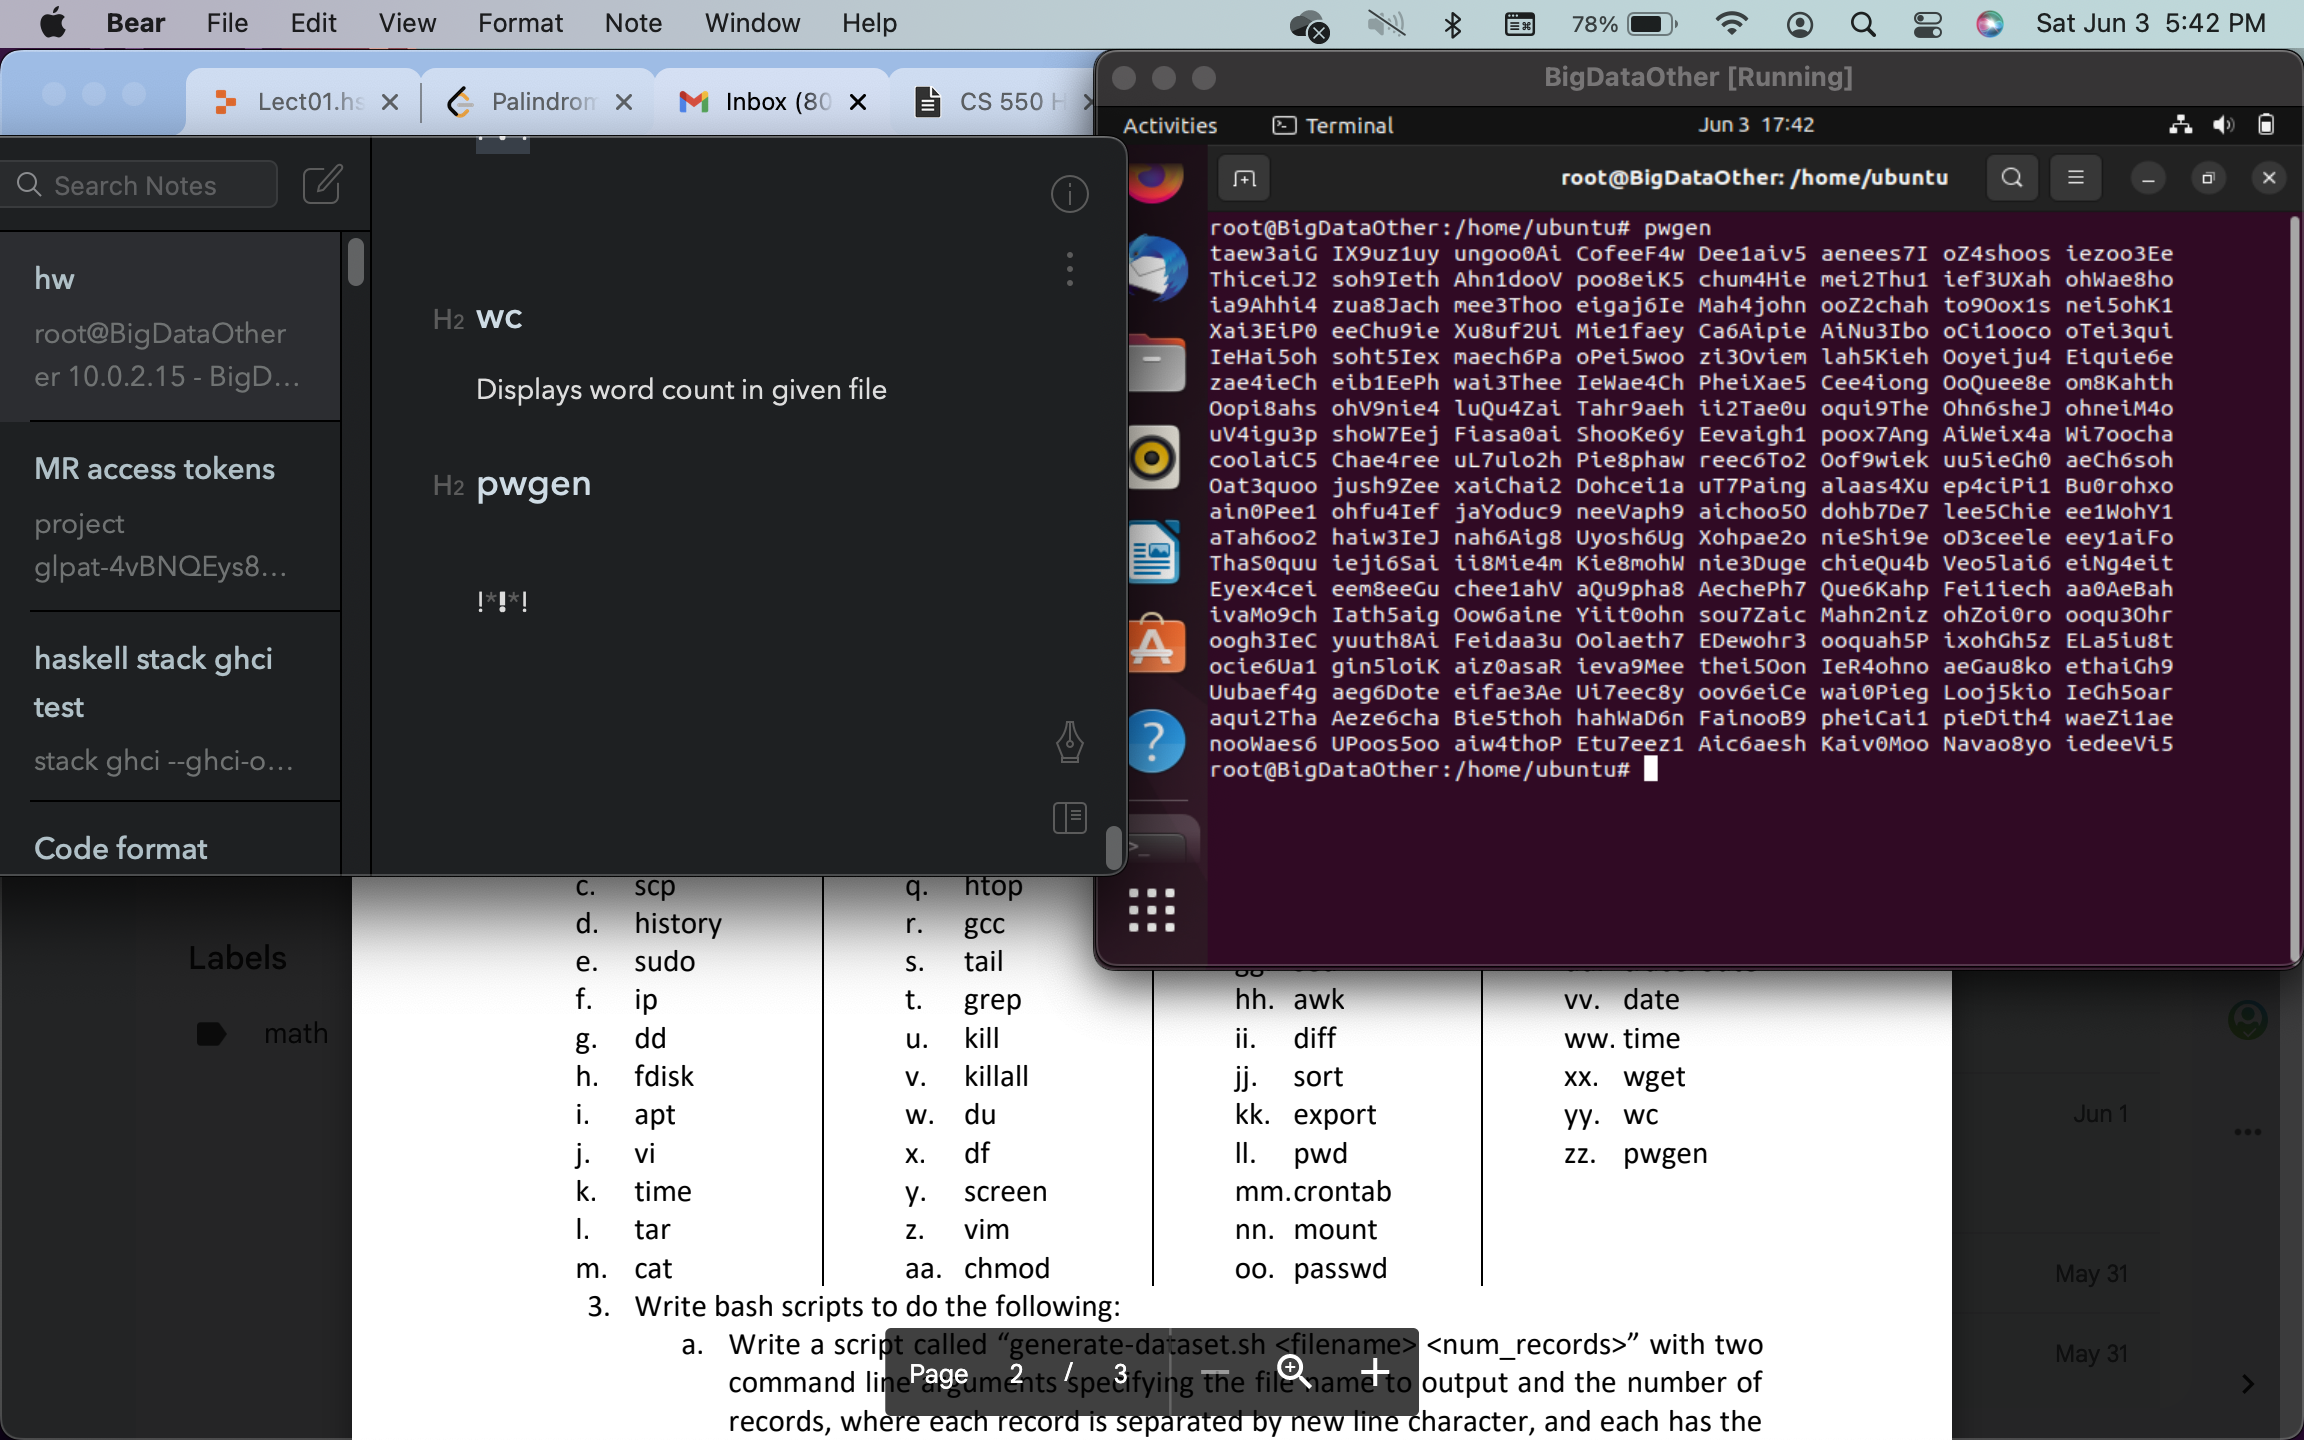 Bear File Edit View Format Note Window Help 78% Sat Jun 3 5:42 PM
Lect01.hs Palindrom Inbox (80 CS 550 H
BigDataOther [Running]
Activities Terminal Jun 3 17:42
root@BigDataOther: /home/ubuntu
Search Notes
hw
root@BigDataOther
er 10.0.2.15 - BigD...
MR access tokens
project
glpat-4vBNQEys8...
haskell stack ghci
test
stack ghci --ghci-o...
Code format
H2 wc
Displays word count in given file
H2 pwgen
!*!*!
root@BigDataOther:/home/ubuntu# pwgen
taew3aiG IX9uz1uy ungoo0Ai CofeeF4w Dee1aiv5 aenees7I oZ4shoos iezoo3Ee
ThiceiJ2 soh9Ieth Ahn1dooV poo8eiK5 chum4Hie mei2Thu1 ief3UXah ohWae8ho
ia9Ahhi4 zua8Jach mee3Thoo eigaj6Ie Mah4john ooZ2chah to9Oox1s nei5ohK1
Xai3EiP0 eeChu9ie Xu8uf2Ui Mie1faey Ca6Aipie AiNu3Ibo oCi1ooco oTei3qui
IeHai5oh soht5Iex maech6Pa oPei5woo zi3Oviem lah5Kieh Ooyeiju4 Eiquie6e
zae4ieCh eib1EePh wai3Thee IeWae4Ch PheiXae5 Cee4iong OoQuee8e om8Kahth
Oopi8ahs ohV9nie4 luQu4Zai Tahr9aeh ii2Tae0u oqui9The Ohn6sheJ ohneiM4o
uV4igu3p shoW7Eej Fiasa0ai ShooKe6y Eevaigh1 poox7Ang AiWeix4a Wi7oocha
coolaiC5 Chae4ree uL7ulo2h Pie8phaw reec6To2 Oof9wiek uu5ieGh0 aeCh6soh
Oat3quoo jush9Zee xaiChai2 Dohcei1a uT7Paing alaas4Xu ep4ciPi1 Bu0rohxo
ain0Pee1 ohfu4Ief jaYoduc9 neeVaph9 aichoo5O dohb7De7 lee5Chie ee1WohY1
aTah6oo2 haiw3IeJ nah6Aig8 Uyosh6Ug Xohpae2o nieShi9e oD3ceele eey1aiFo
ThaS0quu ieji6Sai ii8Mie4m Kie8mohW nie3Duge chieQu4b Veo5lai6 eiNg4eit
Eyex4cei eem8eeGu chee1ahV aQu9pha8 AechePh7 Que6Kahp Fei1iech aa0AeBah
ivaMo9ch Iath5aig Oow6aine Yiit0ohn sou7Zaic Mahn2niz ohZoi0ro ooqu3Ohr
oogh3IeC yuuth8Ai Feidaa3u Oolaeth7 EDewohr3 ooquah5P ixohGh5z ELa5iu8t
ocie6Ua1 gin5loiK aiz0asaR ieva9Mee thei5Oon IeR4ohno aeGau8ko ethaiGh9
Uubaef4g aeg6Dote eifae3Ae Ui7eec8y oov6eiCe wai0Pieg Looj5kio IeGh5oar
aqui2Tha Aeze6cha Bie5thoh hahWaD6n FainooB9 pheiCai1 pieDith4 waeZi1ae
nooWaes6 UPoos5oo aiw4thoP Etu7eez1 Aic6aesh Kaiv0Moo Navao8yo iedeeVi5
root@BigDataOther:/home/ubuntu#
Labels
math
c. scp
d. history
e. sudo
f. ip
g. dd
h. fdisk
i. apt
j. vi
k. time
l. tar
m. cat
q. htop
r. gcc
s. tail
t. grep
u. kill
v. killall
w. du
x. df
y. screen
z. vim
aa. chmod
hh. awk
ii. diff
jj. sort
kk. export
ll. pwd
mm. crontab
nn. mount
oo. passwd
vv. date
ww. time
xx. wget
yy. wc
zz. pwgen
3. Write bash scripts to do the following:
a. Write a script called “generate-dataset.sh <filename> <num_records>” with two
command line arguments specifying the file name to output and the number of
records, where each record is separated by new line character, and each has the
Page 2 / 3
Jun 1
May 31
May 31